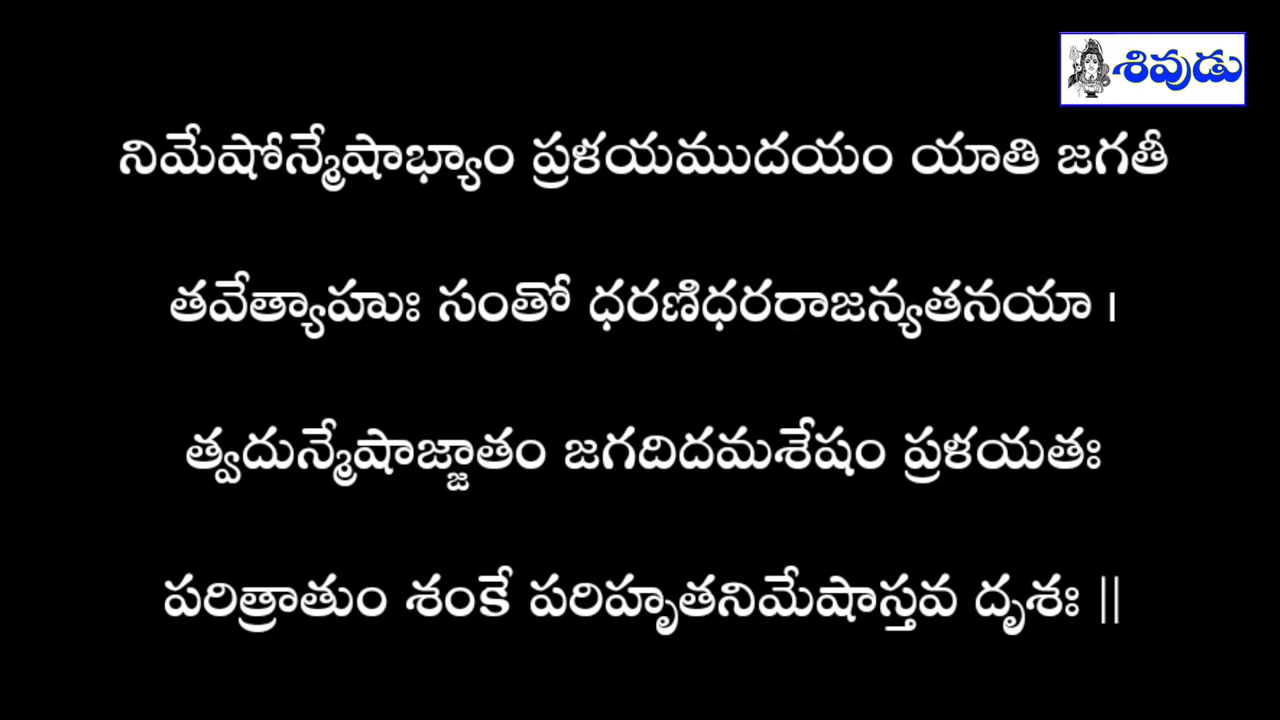 శివుడు
నిమేషోన్మేషాభ్యాం ప్రళయముదయం యాతి జగతీ
తవేత్యాహుః సంతో ధరణిధరరాజన్యతనయా ।
త్వదున్మేషాజ్జాతం జగదిదమశేషం ప్రళయతః
పరిత్రాతుం శంకే పరిహృతనిమేషాస్తవ దృశః ||